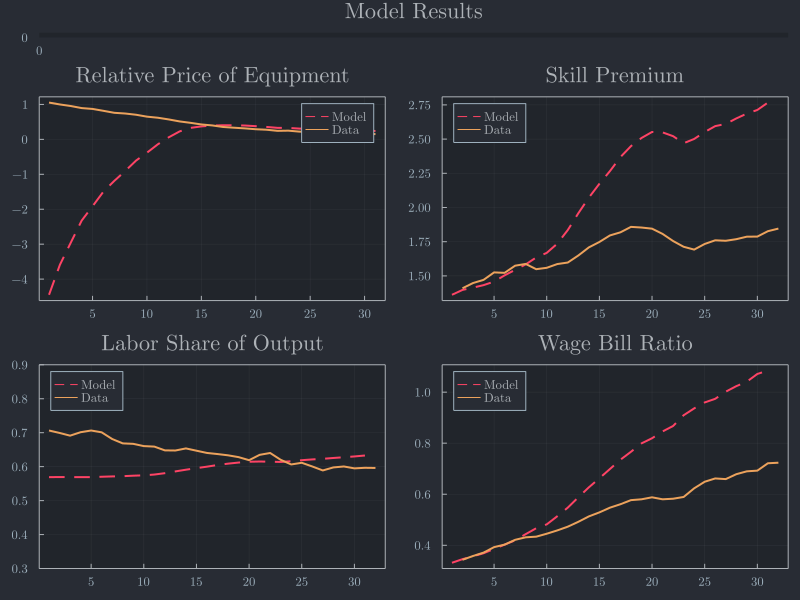 Model Results
0
0
Relative Price of Equipment
1
0
−1
−2
−3
−4
5 10 15 20 25 30
Model
Data
Skill Premium
2.75
2.50
2.25
2.00
1.75
1.50
5 10 15 20 25 30
Model
Data
Labor Share of Output
0.9
0.8
0.7
0.6
0.5
0.4
0.3
5 10 15 20 25 30
Model
Data
Wage Bill Ratio
1.0
0.8
0.6
0.4
5 10 15 20 25 30
Model
Data